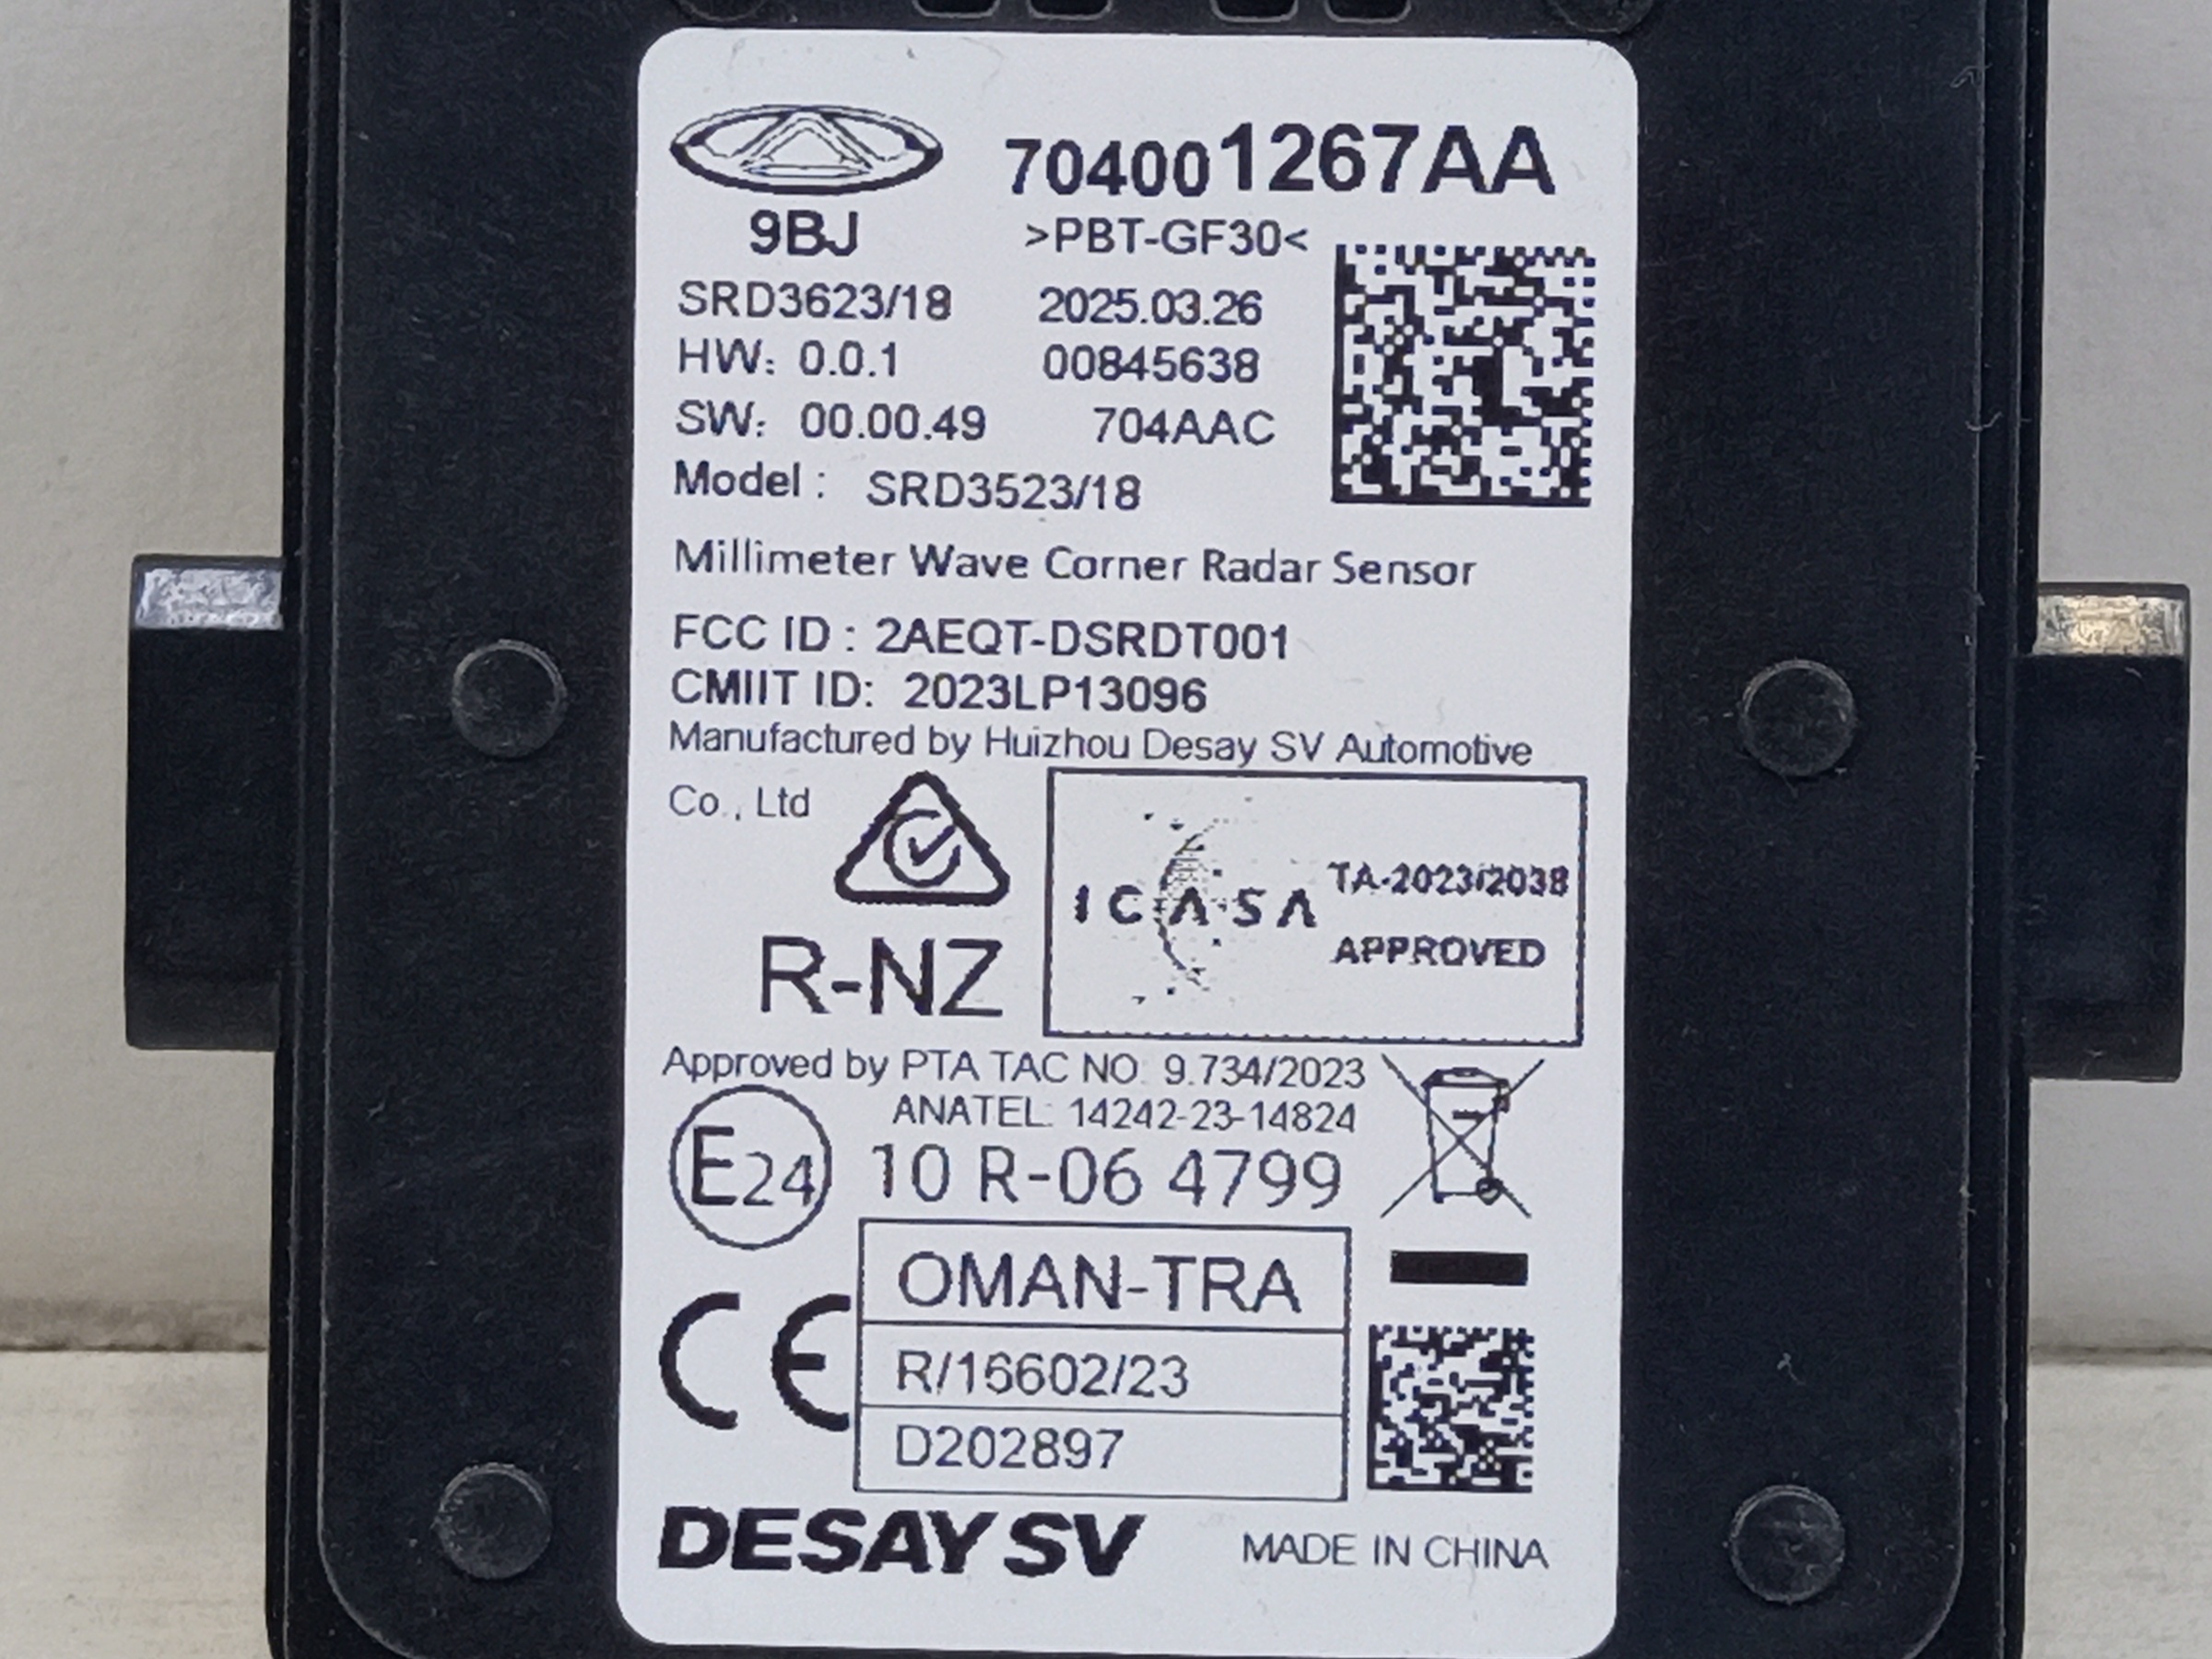 704001267AA
9BJ >PBT-GF30<
SRD3623/18 2025.03.26
HW: 0.0.1 00845638
SW: 00.00.49 704AAC
Model : SRD3523/18
Millimeter Wave Corner Radar Sensor
FCC ID : 2AEQT-DSRDT001
CMIIT ID: 2023LP13096
Manufactured by Huizhou Desay SV Automotive
Co., Ltd
ICASA TA-2023/2038
APPROVED
R-NZ
Approved by PTA TAC NO: 9.734/2023
ANATEL: 14242-23-14824
E24 10 R-06 4799
OMAN-TRA
CE R/16602/23
D202897
DESAY SV MADE IN CHINA